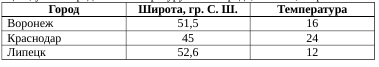 Город Широта, гр. С. Ш. Температура
Воронеж 51,5 16
Краснодар 45 24
Липецк 52,6 12